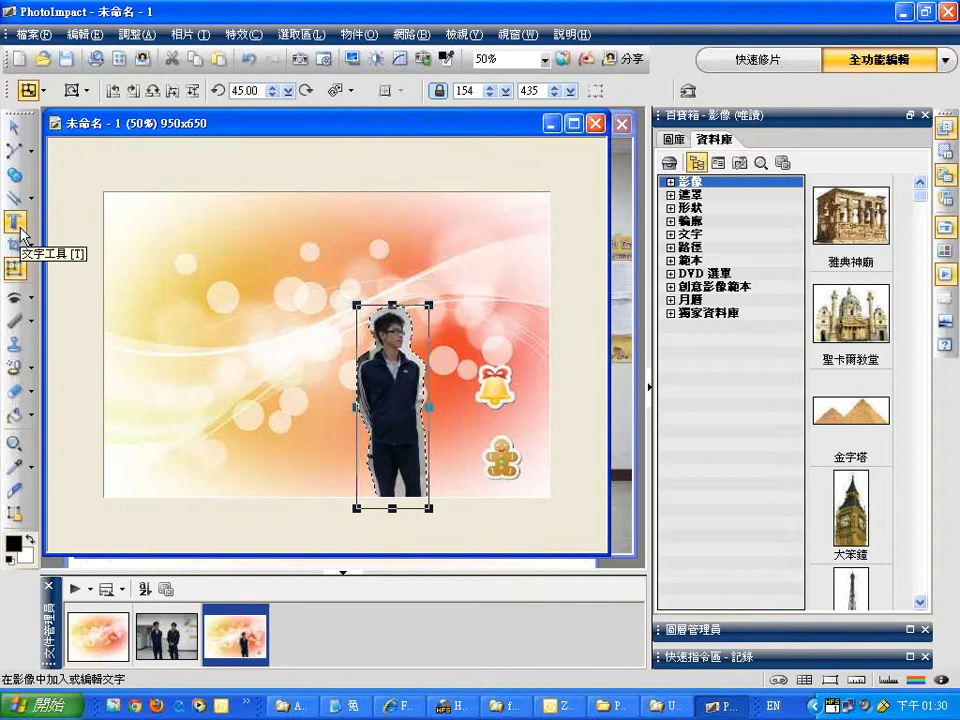 PhotoImpact - 未命名 - 1
檔案(F) 編輯(E) 調整(A) 相片(I) 特效(C) 選取區(L) 物件(O) 網路(B) 檢視(V) 視窗(W) 說明(H)
50% 分享 快速修片 全功能編輯
45.00 154 435
未命名 - 1 (50%) 950x650
百寶箱 - 影像 (唯讀)
圖庫 資料庫
影像
遮罩
形狀
輪廓
文字
路徑
範本
DVD 選單
創意影像範本
月曆
獨家資料庫
雅典神廟
聖卡爾教堂
金字塔
大笨鐘
文字工具 [T]
文件管理員
圖層管理員
快速指令區 - 記錄
在影像中加入或編輯文字
開始 A... 兔 F... H... f... Z... P... U... P... EN 下午 01:30